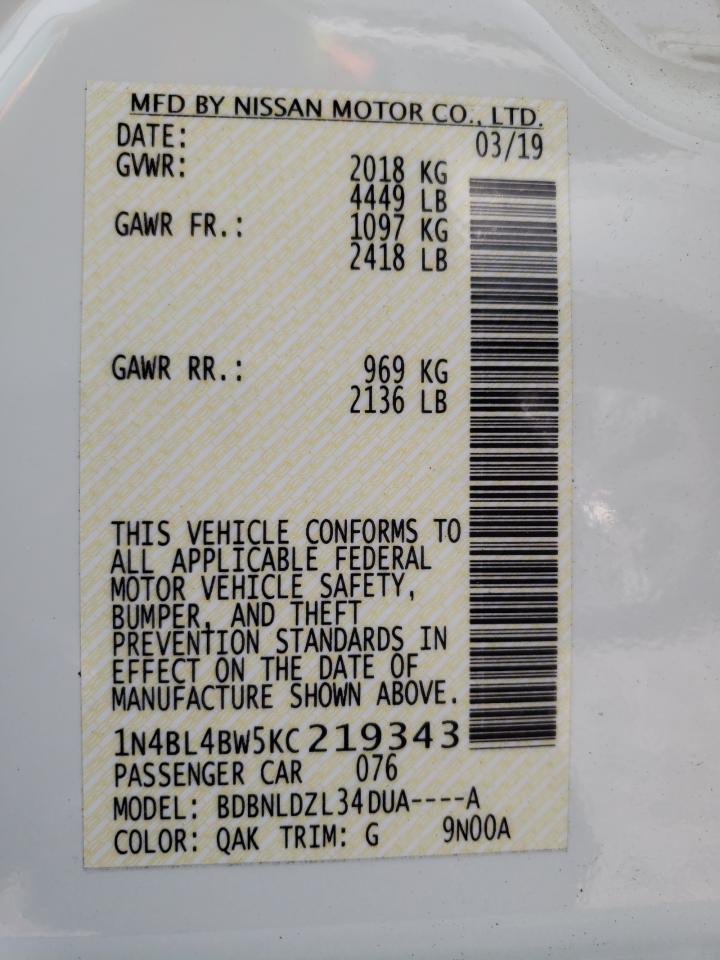 MFD BY NISSAN MOTOR CO., LTD.
DATE: 03/19
GVWR: 2018 KG
4449 LB
GAWR FR.: 1097 KG
2418 LB
GAWR RR.: 969 KG
2136 LB
THIS VEHICLE CONFORMS TO
ALL APPLICABLE FEDERAL
MOTOR VEHICLE SAFETY,
BUMPER, AND THEFT
PREVENTION STANDARDS IN
EFFECT ON THE DATE OF
MANUFACTURE SHOWN ABOVE.
1N4BL4BW5KC219343
PASSENGER CAR 076
MODEL: BDBNLDZL34DUA----A
COLOR: QAK TRIM: G 9N00A